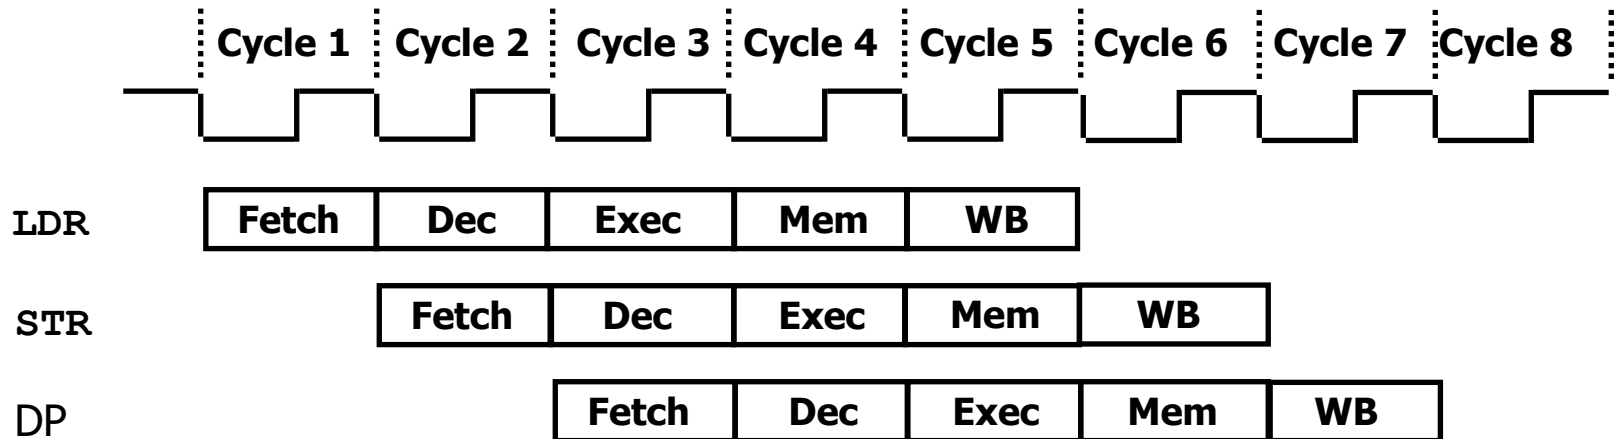 Cycle 1 Cycle 2 Cycle 3 Cycle 4 Cycle 5 Cycle 6 Cycle 7 Cycle 8
LDR Fetch Dec Exec Mem WB
STR Fetch Dec Exec Mem WB
DP Fetch Dec Exec Mem WB